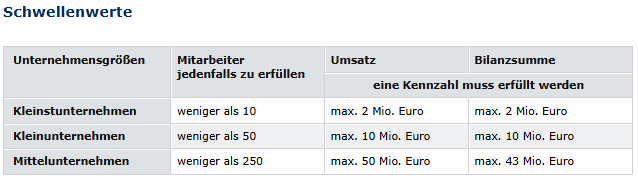 Schwellenwerte
Unternehmensgrößen Mitarbeiter Umsatz Bilanzsumme
jedenfalls zu erfüllen
eine Kennzahl muss erfüllt werden
Kleinstunternehmen weniger als 10 max. 2 Mio. Euro max. 2 Mio. Euro
Kleinunternehmen weniger als 50 max. 10 Mio. Euro max. 10 Mio. Euro
Mittelunternehmen weniger als 250 max. 50 Mio. Euro max. 43 Mio. Euro